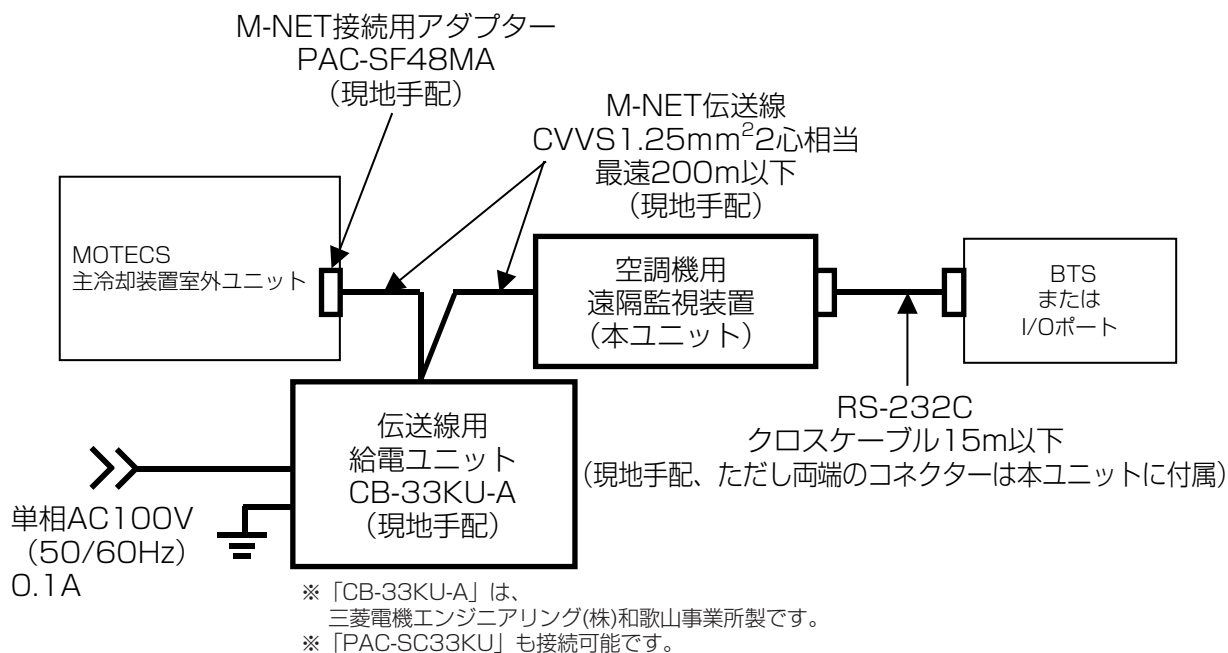 M-NET接続用アダプター
PAC-SF48MA
（現地手配）
M-NET伝送線
CVVS1.25mm²2心相当
最遠200m以下
（現地手配）
MOTECS
主冷却装置室外ユニット
空調機用
遠隔監視装置
（本ユニット）
BTS
または
I/Oポート
伝送線用
給電ユニット
CB-33KU-A
（現地手配）
RS-232C
クロスケーブル15m以下
（現地手配、ただし両端のコネクターは本ユニットに付属）
単相AC100V
（50/60Hz）
0.1A
※「CB-33KU-A」は、
三菱電機エンジニアリング(株)和歌山事業所製です。
※「PAC-SC33KU」も接続可能です。